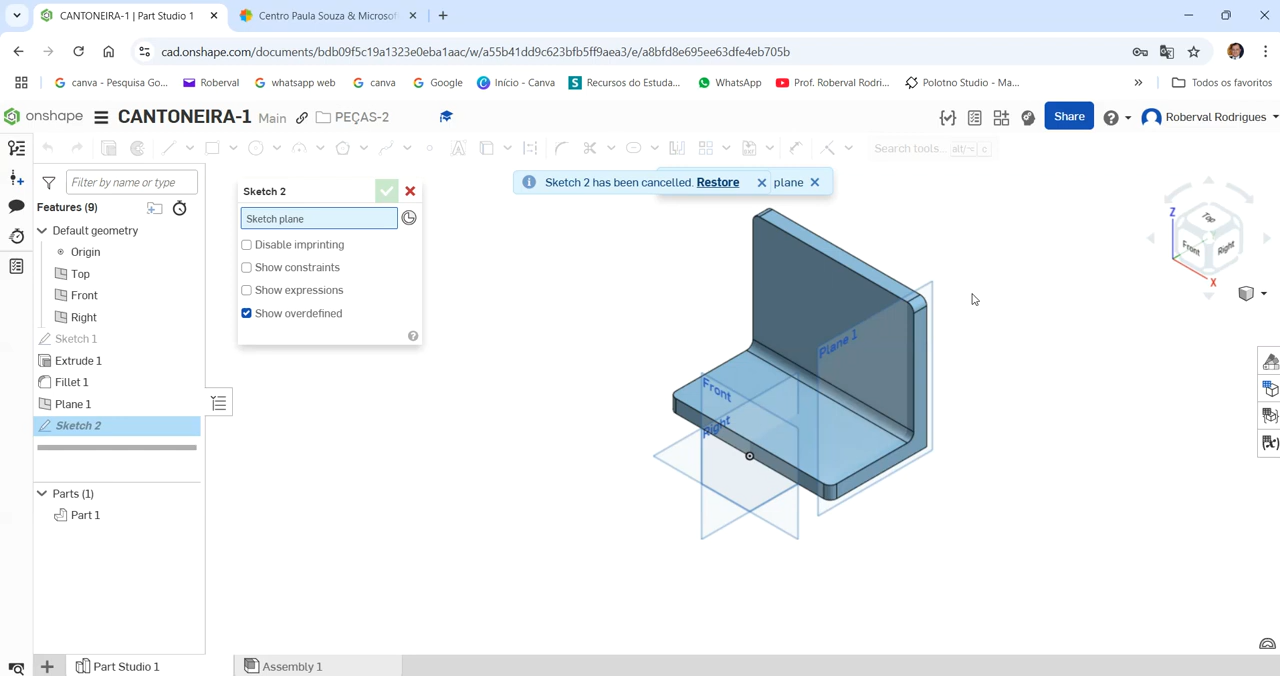 CANTONEIRA-1 | Part Studio 1
Centro Paula Souza & Microsof
cad.onshape.com/documents/bdb09f5c19a1323e0eba1aac/w/a55b41dd9c623bfb5ff9aea3/e/a8bfd8e695ee63dfe4eb705b
canva - Pesquisa Go... Roberval whatsapp web canva Google Início - Canva Recursos do Estuda... WhatsApp Prof. Roberval Rodri... Polotno Studio - Ma... » Todos os favoritos
onshape CANTONEIRA-1 Main PEÇAS-2 Share Roberval Rodrigues
Search tools... alt/⌥ c
Filter by name or type
Features (9)
Default geometry
Origin
Top
Front
Right
Sketch 1
Extrude 1
Fillet 1
Plane 1
Sketch 2
Parts (1)
Part 1
Sketch 2
Sketch plane
Disable imprinting
Show constraints
Show expressions
Show overdefined
Sketch 2 has been cancelled. Restore plane
Plane 1
Front
Right
Z
Top
Front
Right
X
Part Studio 1
Assembly 1